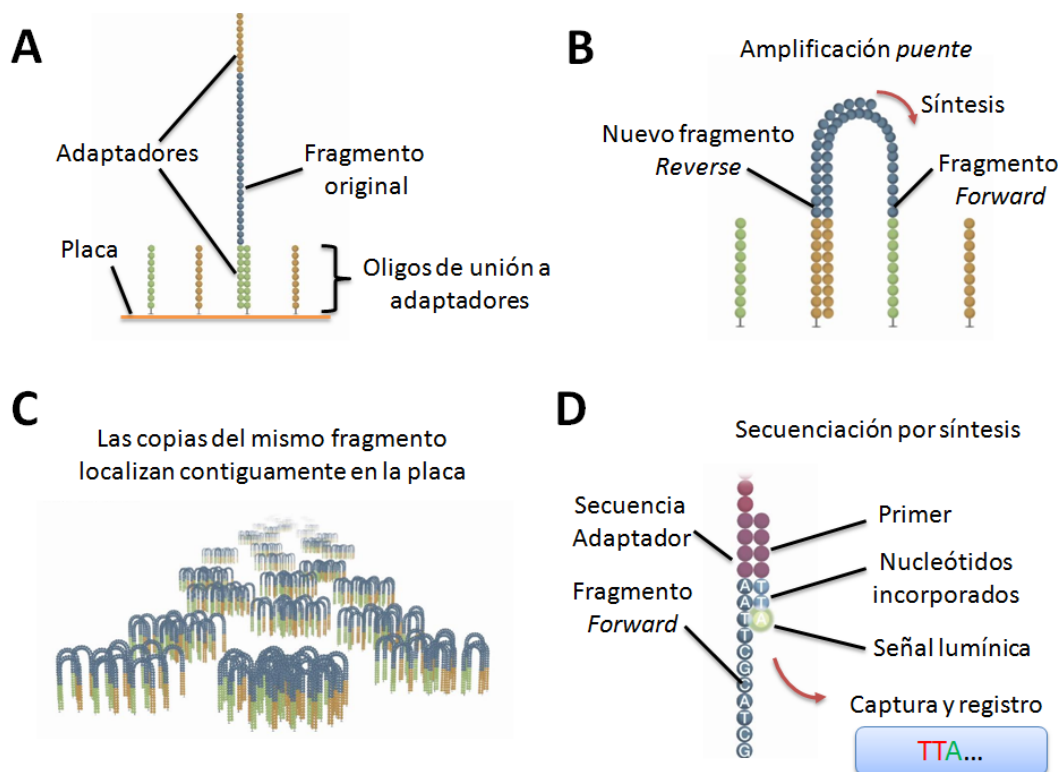 A
Adaptadores
Fragmento
original
Placa
Oligos de unión a
adaptadores
B
Amplificación puente
Síntesis
Nuevo fragmento
Reverse
Fragmento
Forward
C
Las copias del mismo fragmento
localizan contiguamente en la placa
D
Secuenciación por síntesis
Secuencia
Adaptador
Primer
Fragmento
Forward
Nucleótidos
incorporados
Señal lumínica
A T
A T
T A
T
C
G
C
A
T
C
G
Captura y registro
TTA...